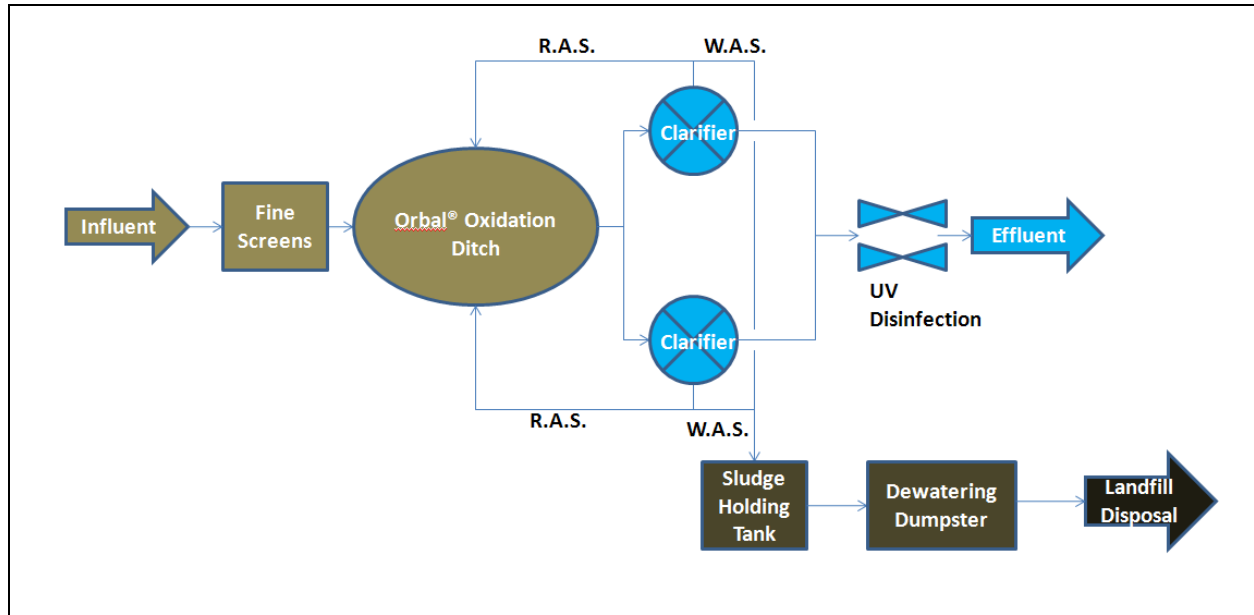 R.A.S.
W.A.S.
Clarifier
Influent
Fine
Screens
Orbal® Oxidation
Ditch
Effluent
UV
Disinfection
Clarifier
R.A.S.
W.A.S.
Sludge
Holding
Tank
Dewatering
Dumpster
Landfill
Disposal